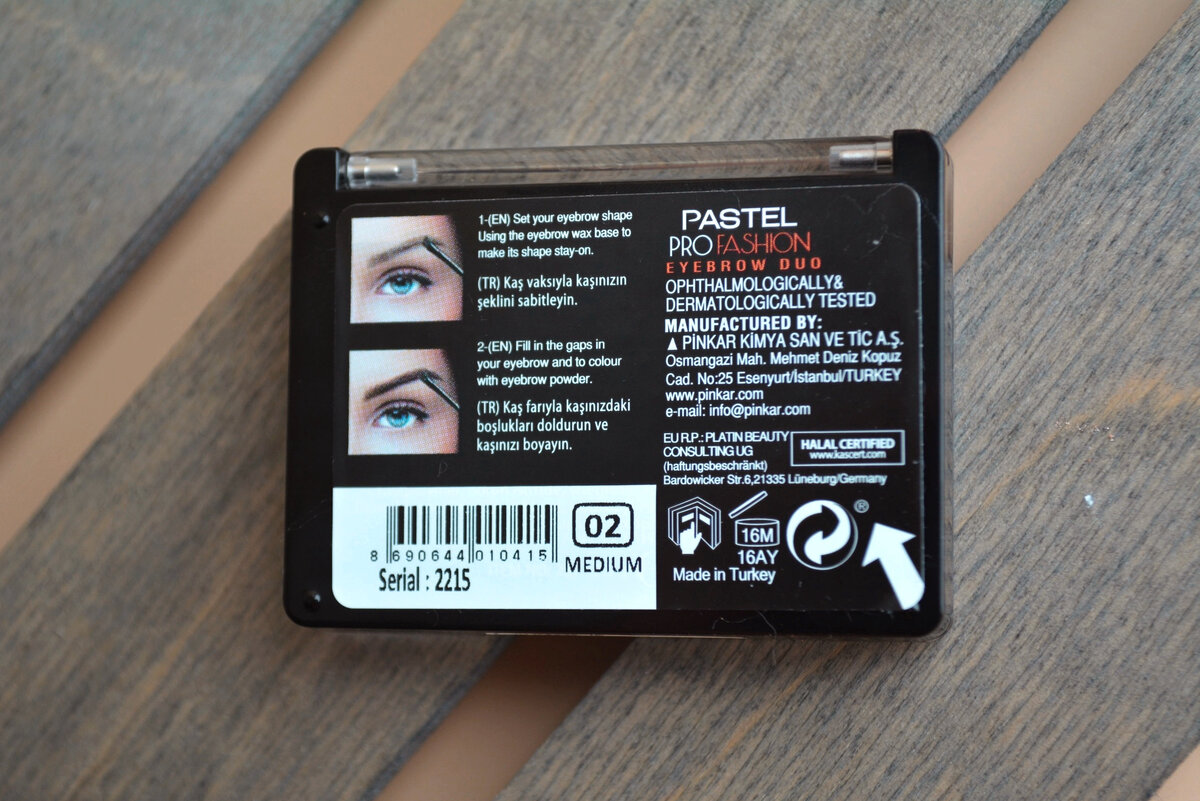 1-(EN) Set your eyebrow shape
Using the eyebrow wax base to
make its shape stay-on.
(TR) Kaş vaksıyla kaşınızın
şeklini sabitleyin.
2-(EN) Fill in the gaps in
your eyebrow and to colour
with eyebrow powder.
(TR) Kaş farıyla kaşınızdaki
boşlukları doldurun ve
kaşınızı boyayın.
8 690644 010415
Serial : 2215
02
MEDIUM
PASTEL
PROFASHION
EYEBROW DUO
OPHTHALMOLOGICALLY&
DERMATOLOGICALLY TESTED
MANUFACTURED BY:
PİNKAR KİMYA SAN VE TİC A.Ş.
Osmangazi Mah. Mehmet Deniz Kopuz
Cad. No:25 Esenyurt/İstanbul/TURKEY
www.pinkar.com
e-mail: info@pinkar.com
EU R.P.: PLATIN BEAUTY
CONSULTING UG
(haftungsbeschränkt)
Bardowicker Str.6,21335 Lüneburg/Germany
HALAL CERTIFIED
www.kascert.com
16M
16AY
®
Made in Turkey